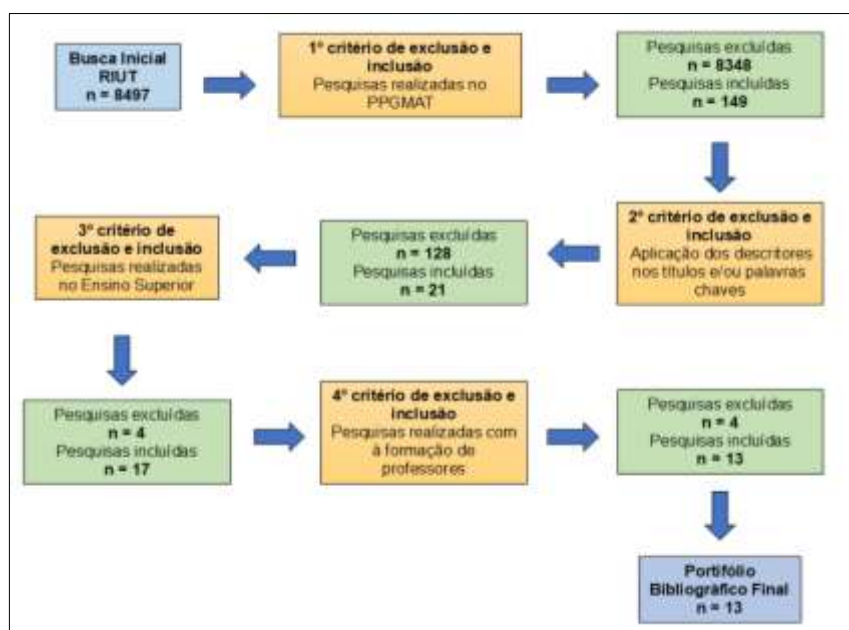 Busca Inicial
RIUT
n = 8497
1º critério de exclusão e
inclusão
Pesquisas realizadas no
PPGMAT
Pesquisas excluídas
n = 8348
Pesquisas incluídas
n = 149
2º critério de exclusão e
inclusão
Aplicação dos descritores
nos títulos e/ou palavras
chaves
Pesquisas excluídas
n = 128
Pesquisas incluídas
n = 21
3º critério de
exclusão e inclusão
Pesquisas realizadas
no Ensino Superior
Pesquisas excluídas
n = 4
Pesquisas incluídas
n = 17
4º critério de exclusão e
inclusão
Pesquisas realizadas com
à formação de
professores
Pesquisas excluídas
n = 4
Pesquisas incluídas
n = 13
Portifólio
Bibliográfico Final
n = 13